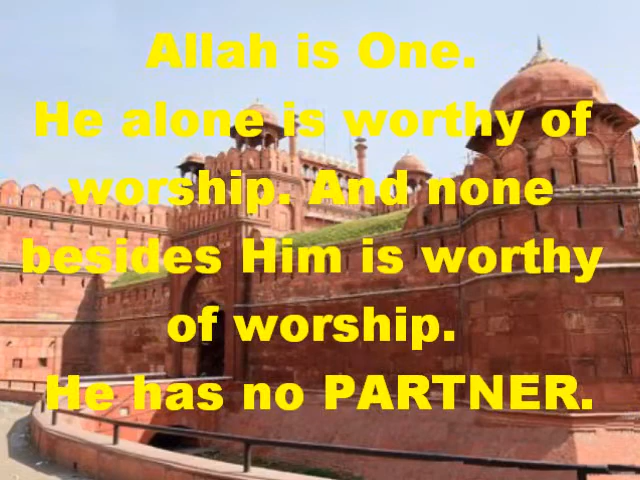 Allah is One.
He alone is worthy of
worship. And none
besides Him is worthy
of worship.
He has no PARTNER.